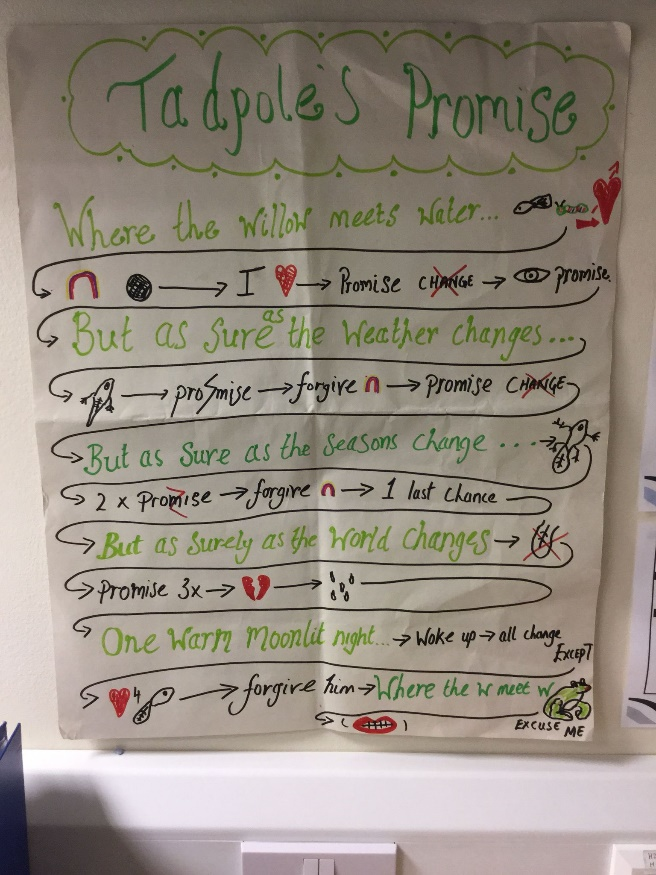 Tadpole's Promise
Where the willow meets water...
I Promise CHANGE promise.
But as sure as the weather changes...
promise forgive Promise CHANGE
But as sure as the seasons change ...
2 x Promise forgive 1 last chance
But as surely as the World changes
Promise 3x
One warm moonlit night... Woke up all change EXCEPT
4 forgive him Where the w meet w
EXCUSE ME